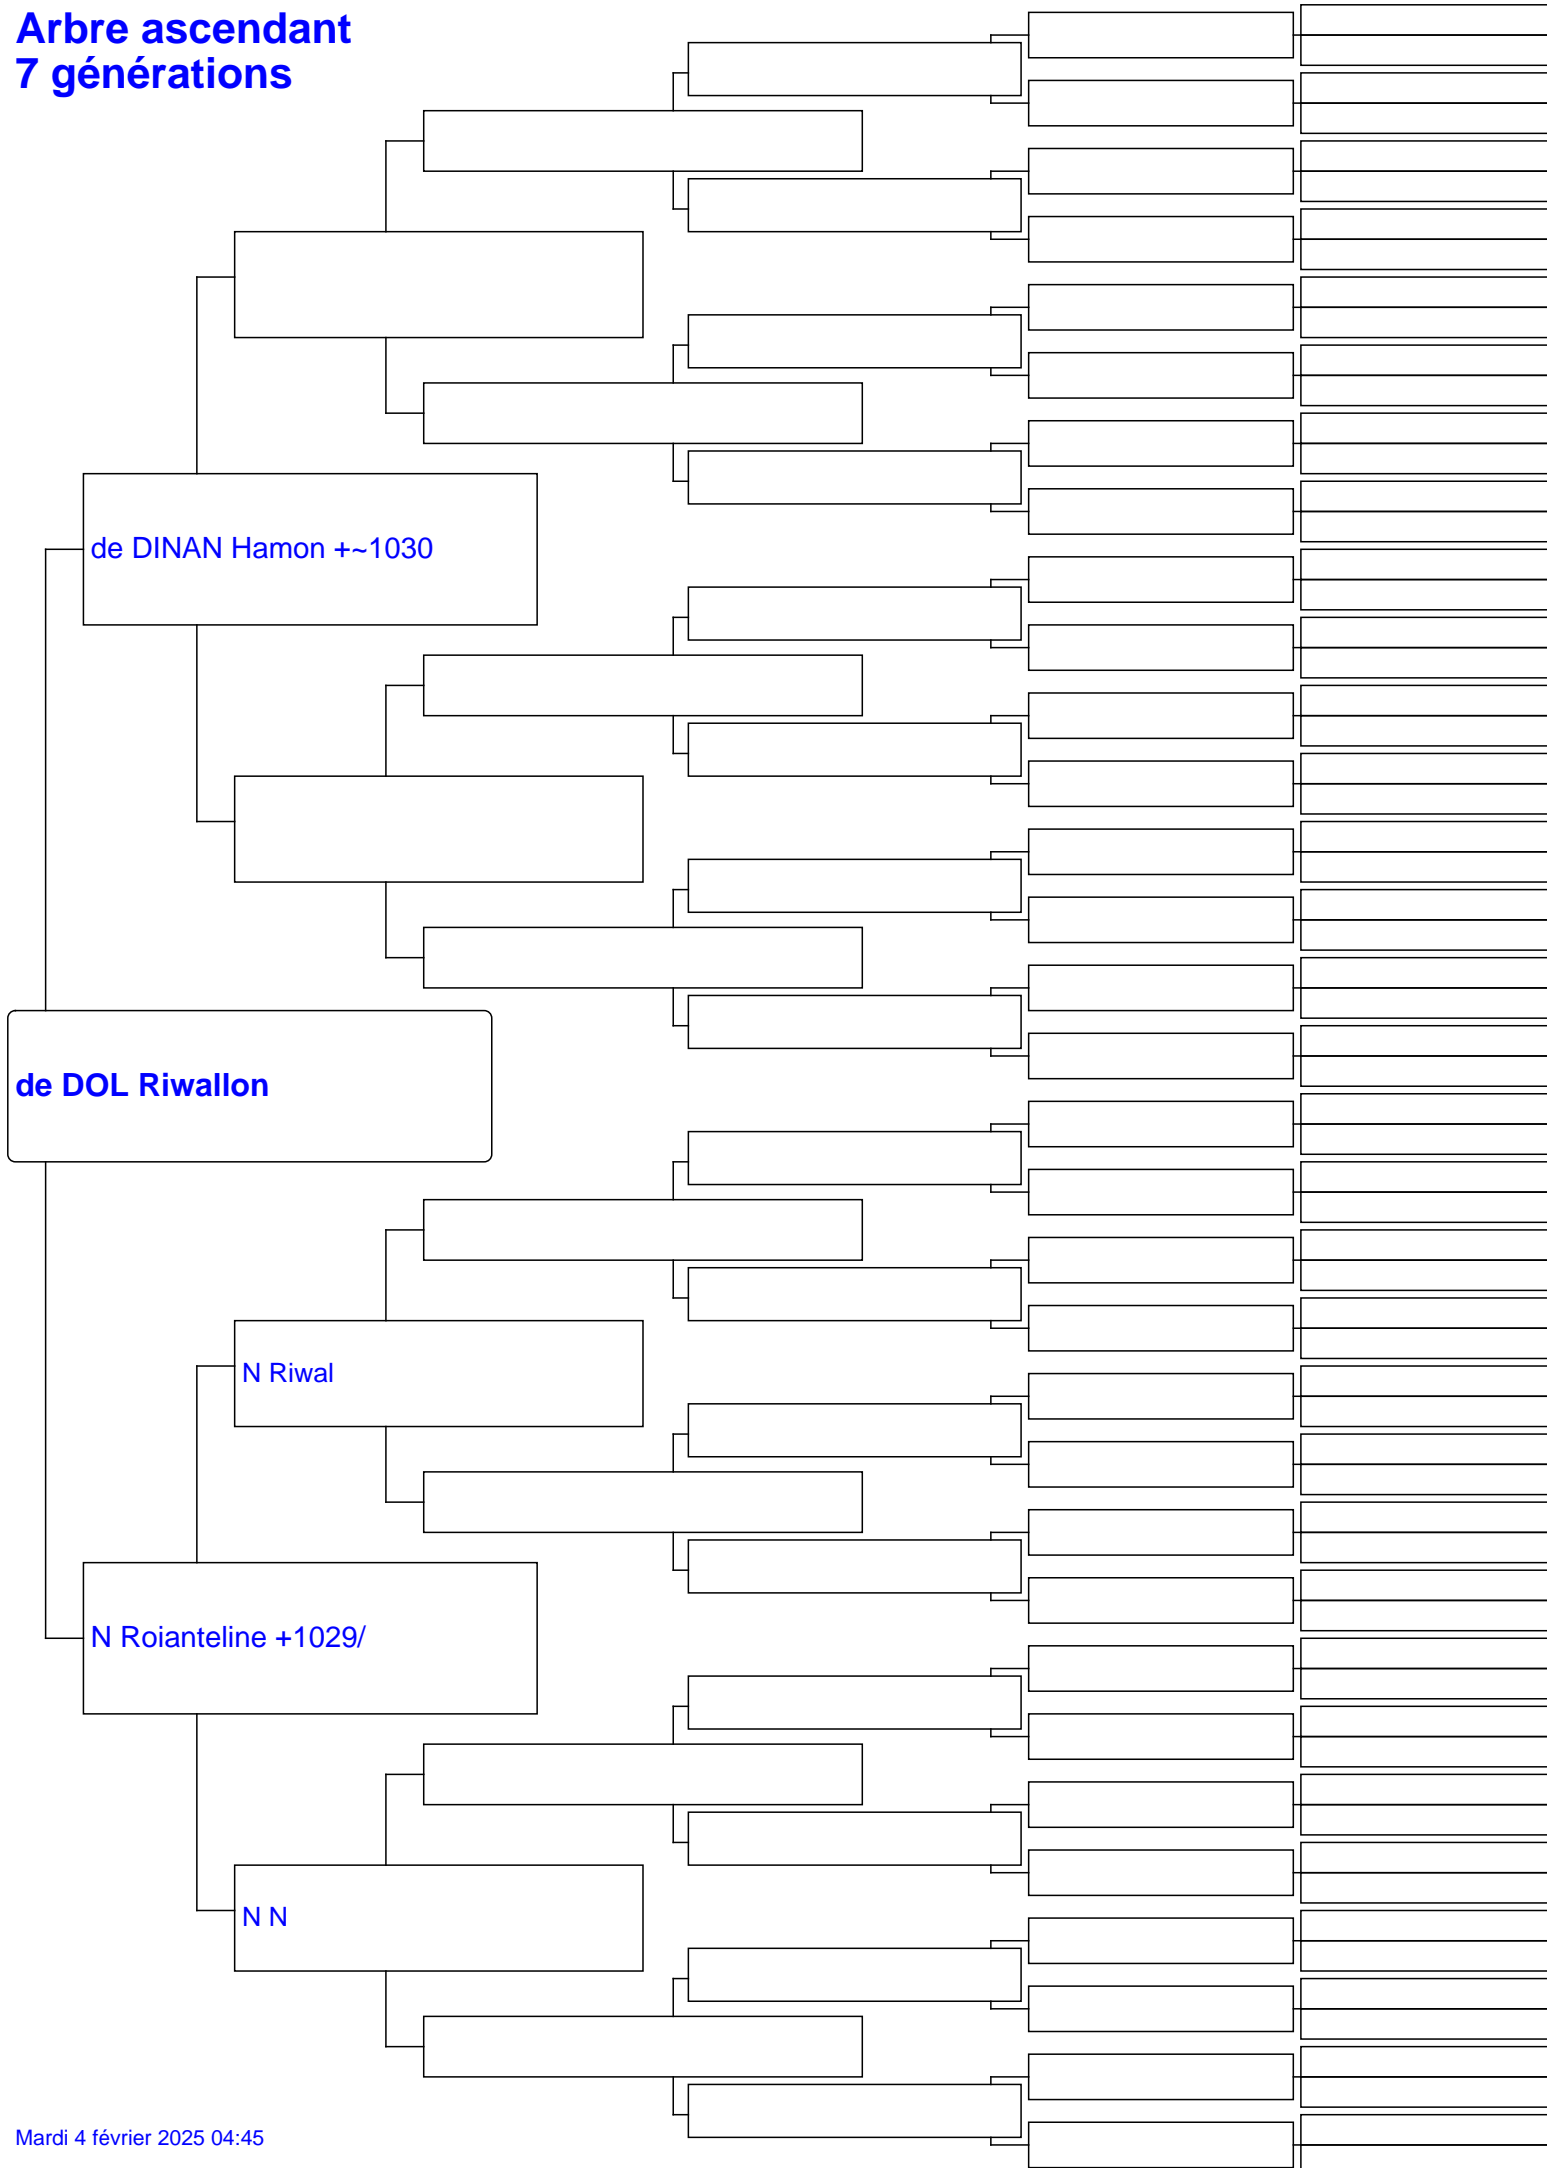 Arbre ascendant
7 générations
de DINAN Hamon +~1030
de DOL Riwallon
N Riwal
N Roianteline +1029/
N N
Mardi 4 février 2025 04:45